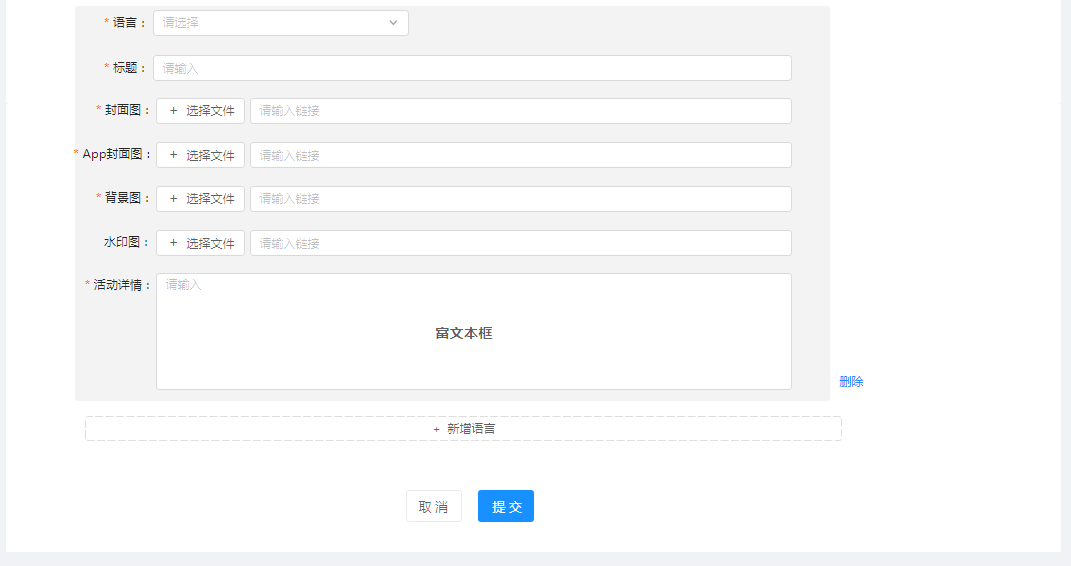 * 语言： 请选择
* 标题： 请输入
* 封面图： + 选择文件 请输入链接
* App封面图： + 选择文件 请输入链接
* 背景图： + 选择文件 请输入链接
水印图： + 选择文件 请输入链接
* 活动详情： 请输入
富文本框
删除
+ 新增语言
取消 提交